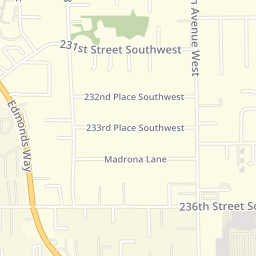 231st Street Southwest
Avenue West
232nd Place Southwest
Edmonds Way
233rd Place Southwest
Madrona Lane
236th Street So